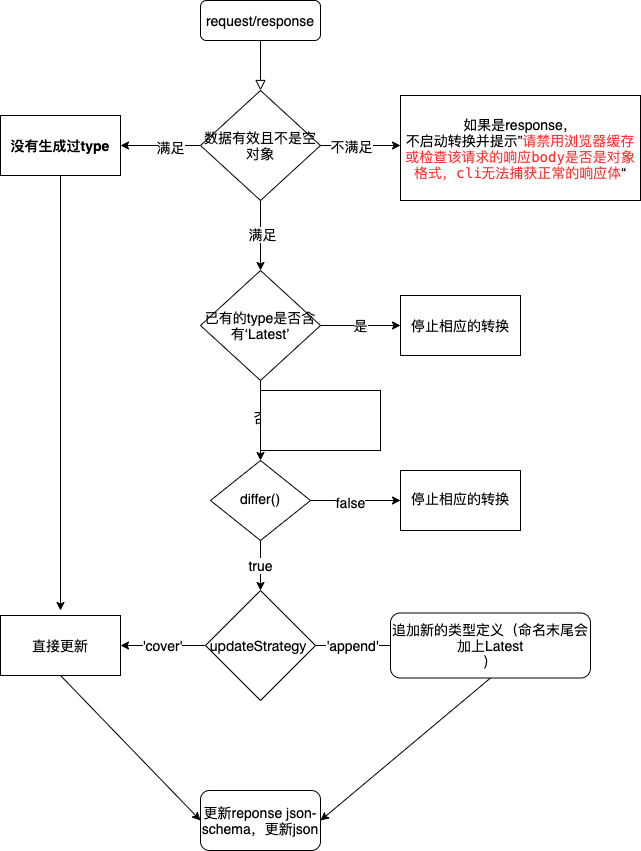 request/response
没有生成过type
满足
数据有效且不是空
对象
不满足
如果是response，
不启动转换并提示”请禁用浏览器缓存
或检查该请求的响应body是否是对象
格式，cli无法捕获正常的响应体“
满足
已有的type是否含
有‘Latest’
是
停止相应的转换
否
differ()
false
停止相应的转换
true
直接更新
'cover'
updateStrategy
'append'
追加新的类型定义（命名末尾会
加上Latest
）
更新reponse json-
schema，更新json